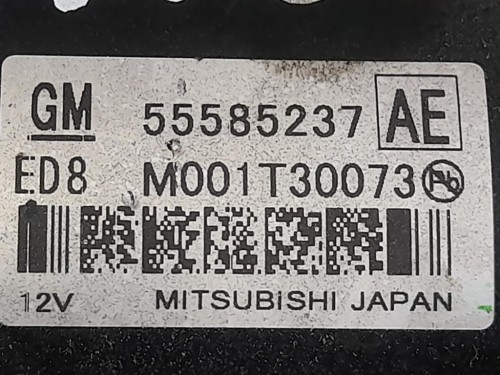 GM 55585237 AE
ED8 M001T30073 Pb
12V MITSUBISHI JAPAN